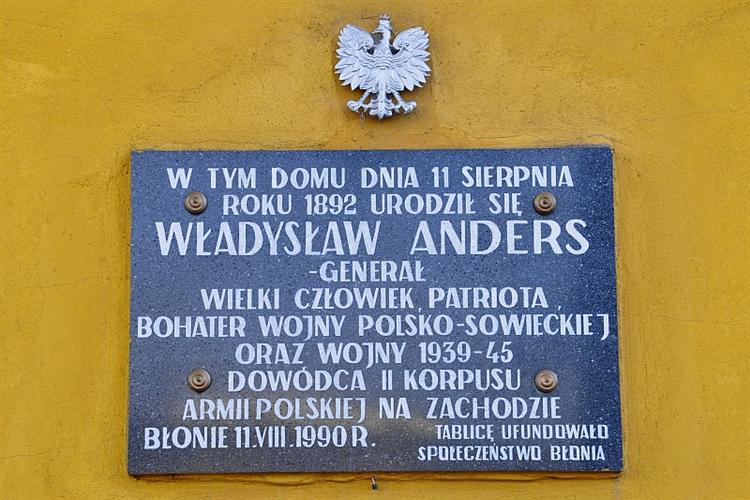 W TYM DOMU DNIA 11 SIERPNIA
ROKU 1892 URODZIŁ SIĘ
WŁADYSŁAW ANDERS
-GENERAŁ
WIELKI CZŁOWIEK, PATRIOTA,
BOHATER WOJNY POLSKO-SOWIECKIEJ
ORAZ WOJNY 1939-45
DOWÓDCA II KORPUSU
ARMII POLSKIEJ NA ZACHODZIE
BŁONIE 11.VIII.1990 R.
TABLICĘ UFUNDOWAŁO
SPOŁECZEŃSTWO BŁONIA